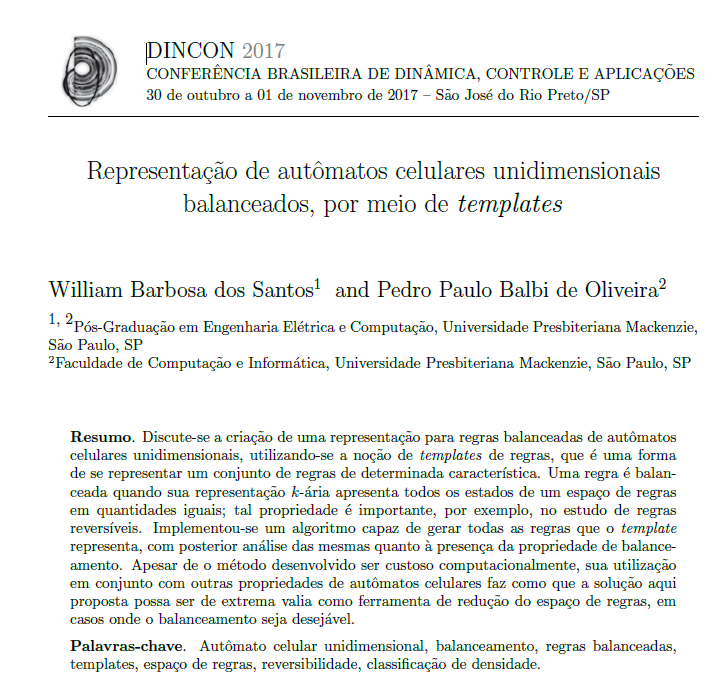 DINCON 2017
CONFERÊNCIA BRASILEIRA DE DINÂMICA, CONTROLE E APLICAÇÕES
30 de outubro a 01 de novembro de 2017 – São José do Rio Preto/SP
Representação de autômatos celulares unidimensionais
balanceados, por meio de templates
William Barbosa dos Santos¹ and Pedro Paulo Balbi de Oliveira²
¹, ²Pós-Graduação em Engenharia Elétrica e Computação, Universidade Presbiteriana Mackenzie,
São Paulo, SP
²Faculdade de Computação e Informática, Universidade Presbiteriana Mackenzie, São Paulo, SP
Resumo. Discute-se a criação de uma representação para regras balanceadas de autômatos
celulares unidimensionais, utilizando-se a noção de templates de regras, que é uma forma
de se representar um conjunto de regras de determinada característica. Uma regra é balan-
ceada quando sua representação k-ária apresenta todos os estados de um espaço de regras
em quantidades iguais; tal propriedade é importante, por exemplo, no estudo de regras
reversíveis. Implementou-se um algoritmo capaz de gerar todas as regras que o template
representa, com posterior análise das mesmas quanto à presença da propriedade de balance-
amento. Apesar de o método desenvolvido ser custoso computacionalmente, sua utilização
em conjunto com outras propriedades de autômatos celulares faz como que a solução aqui
proposta possa ser de extrema valia como ferramenta de redução do espaço de regras, em
casos onde o balanceamento seja desejável.
Palavras-chave. Autômato celular unidimensional, balanceamento, regras balanceadas,
templates, espaço de regras, reversibilidade, classificação de densidade.